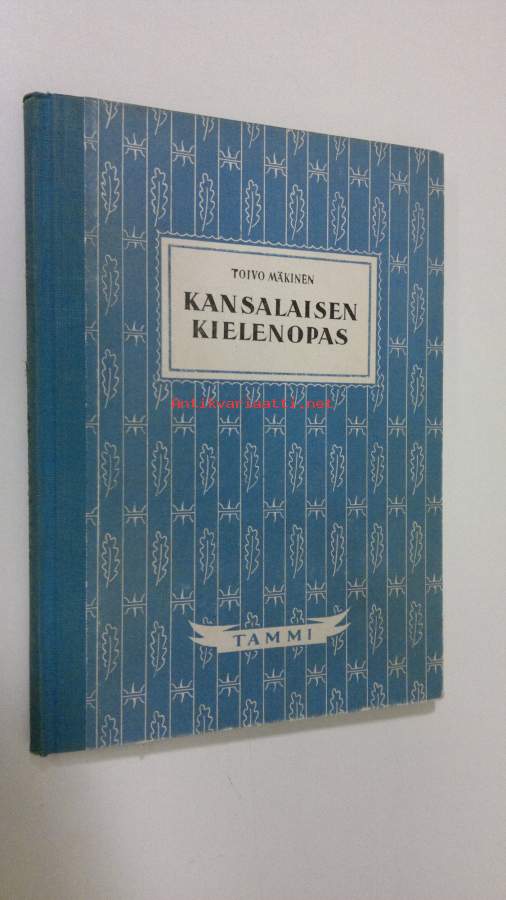 TOIVO MÄKINEN
KANSALAISEN
KIELENOPAS
Antikvariaatti.net
TAMMI